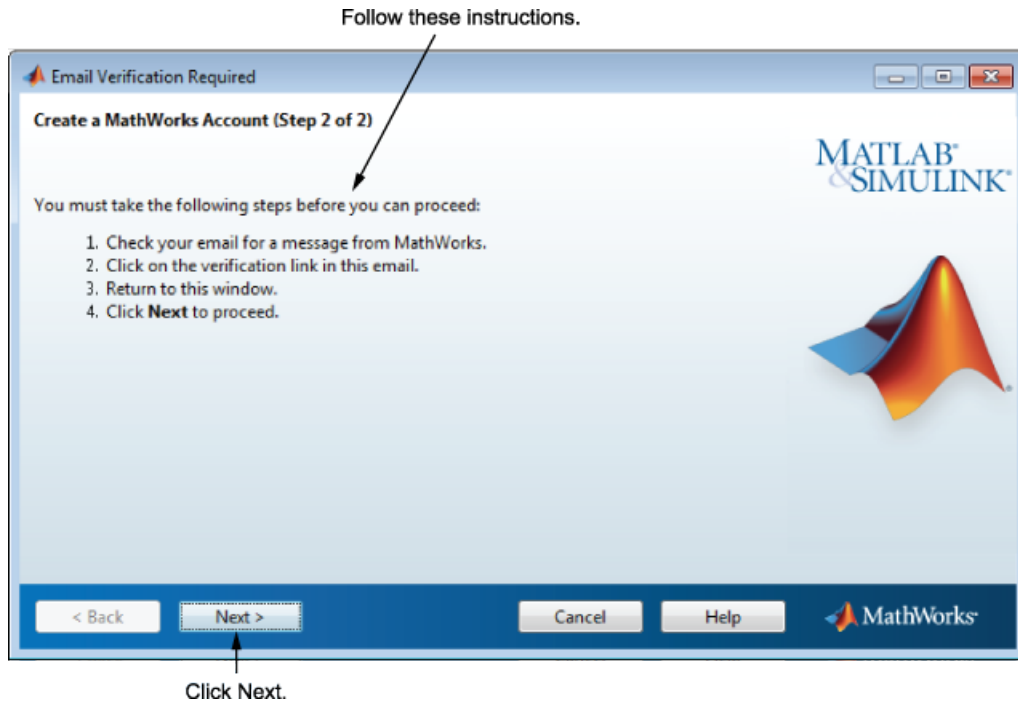 Follow these instructions.
Email Verification Required
Create a MathWorks Account (Step 2 of 2)
MATLAB®
&SIMULINK®
You must take the following steps before you can proceed:
1. Check your email for a message from MathWorks.
2. Click on the verification link in this email.
3. Return to this window.
4. Click Next to proceed.
®
< Back Next > Cancel Help MathWorks®
Click Next.